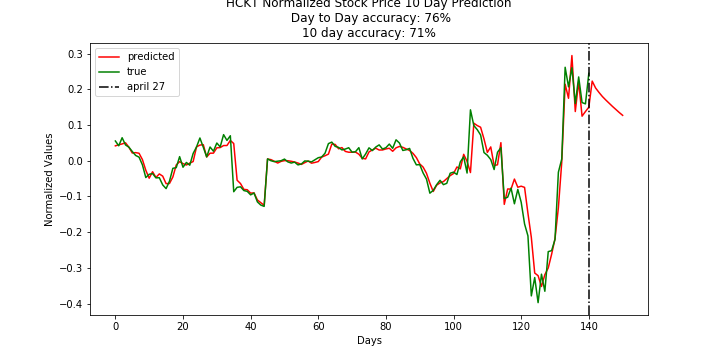 HCKT Normalized Stock Price 10 Day Prediction
Day to Day accuracy: 76%
10 day accuracy: 71%
predicted
true
april 27
Normalized Values
0.3
0.2
0.1
0.0
−0.1
−0.2
−0.3
−0.4
0
20
40
60
80
100
120
140
Days